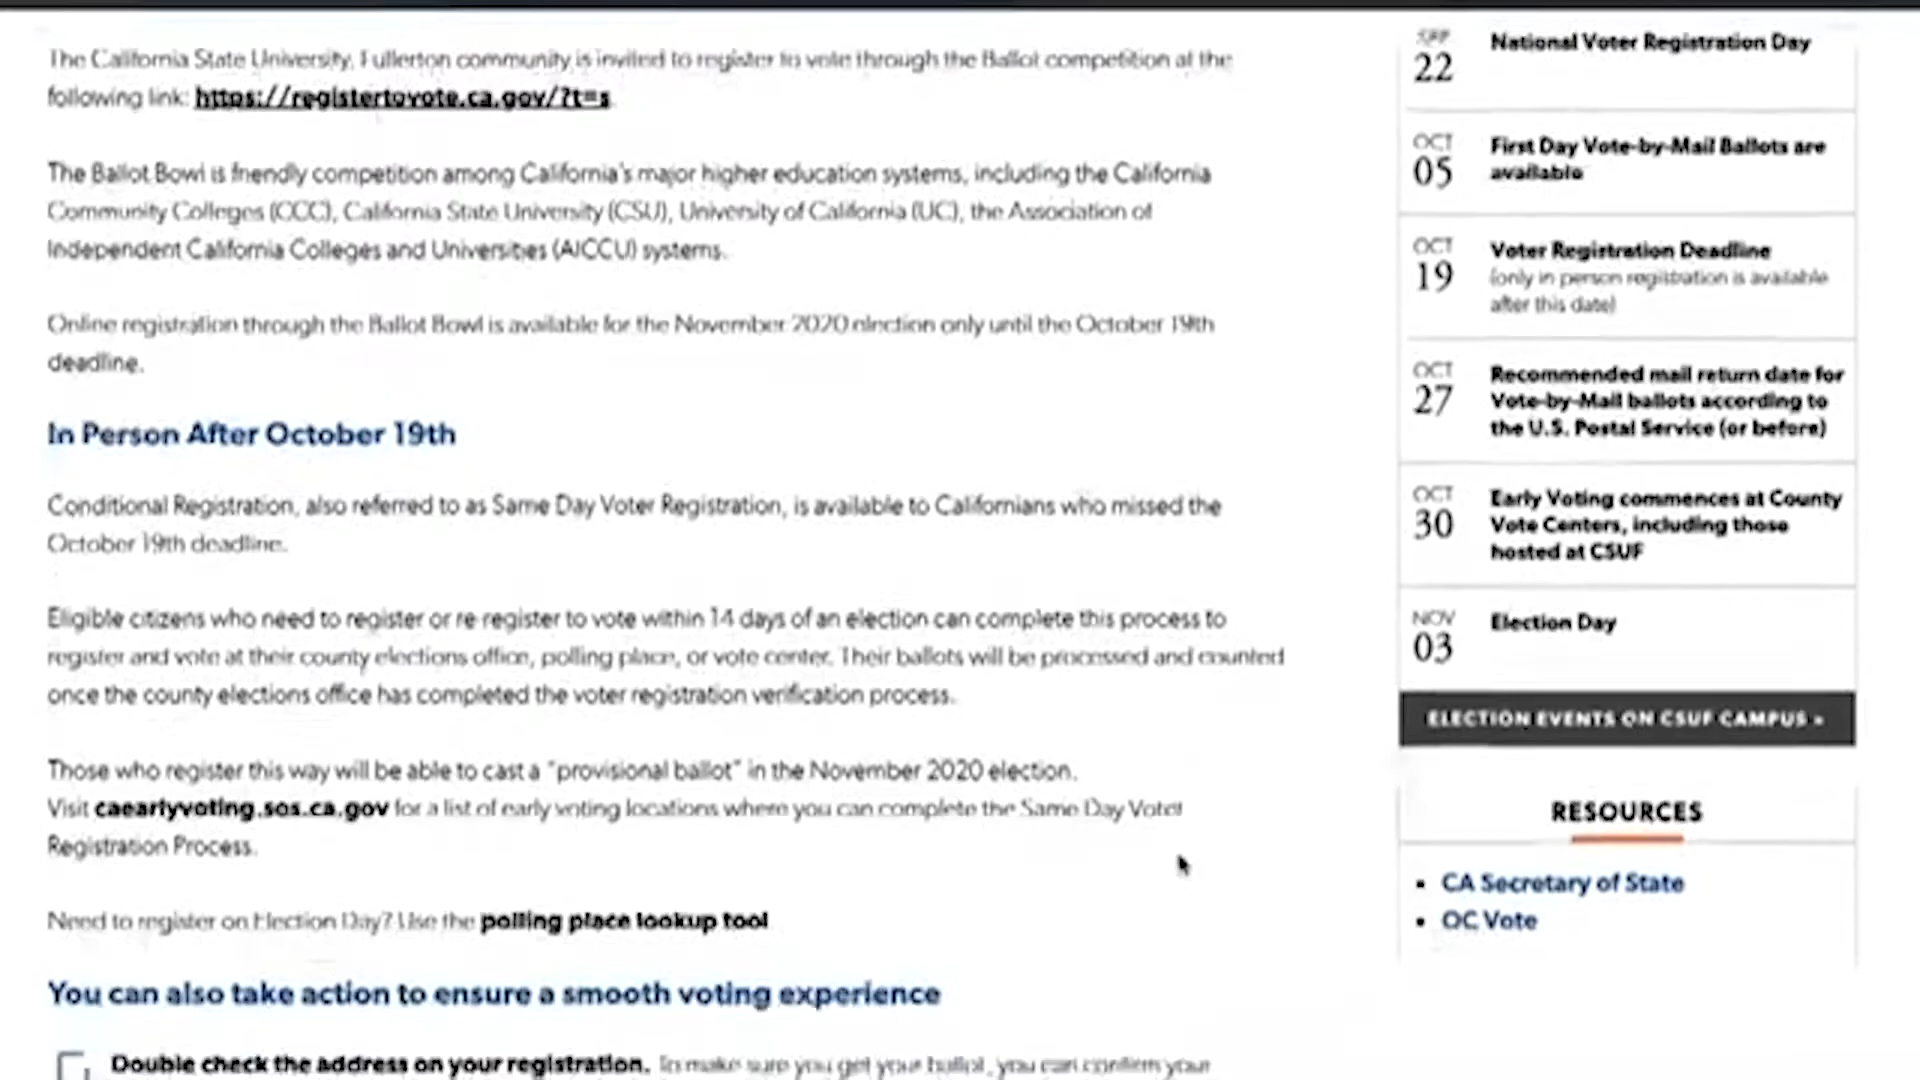 The California State University, Fullerton community is invited to register to vote through the Ballot competition at the
following link: https://registertovote.ca.gov/?t=s
The Ballot Bowl is friendly competition among California's major higher education systems, including the California
Community Colleges (CCC), California State University (CSU), University of California (UC), the Association of
Independent California Colleges and Universities (AICCU) systems.
Online registration through the Ballot Bowl is available for the November 2020 election only until the October 19th
deadline.
In Person After October 19th
Conditional Registration, also referred to as Same Day Voter Registration, is available to Californians who missed the
October 19th deadline.
Eligible citizens who need to register or re-register to vote within 14 days of an election can complete this process to
register and vote at their county elections office, polling place, or vote center. Their ballots will be processed and counted
once the county elections office has completed the voter registration verification process.
Those who register this way will be able to cast a "provisional ballot" in the November 2020 election.
Visit caearlyvoting.sos.ca.gov for a list of early voting locations where you can complete the Same Day Voter
Registration Process.
Need to register on Election Day? Use the polling place lookup tool
You can also take action to ensure a smooth voting experience
Double check the address on your registration. To make sure you get your ballot, you can confirm your
SEP
22
National Voter Registration Day
OCT
05
First Day Vote-by-Mail Ballots are
available
OCT
19
Voter Registration Deadline
(only in person registration is available
after this date)
OCT
27
Recommended mail return date for
Vote-by-Mail ballots according to
the U.S. Postal Service (or before)
OCT
30
Early Voting commences at County
Vote Centers, including those
hosted at CSUF
NOV
03
Election Day
ELECTION EVENTS ON CSUF CAMPUS »
RESOURCES
• CA Secretary of State
• OC Vote